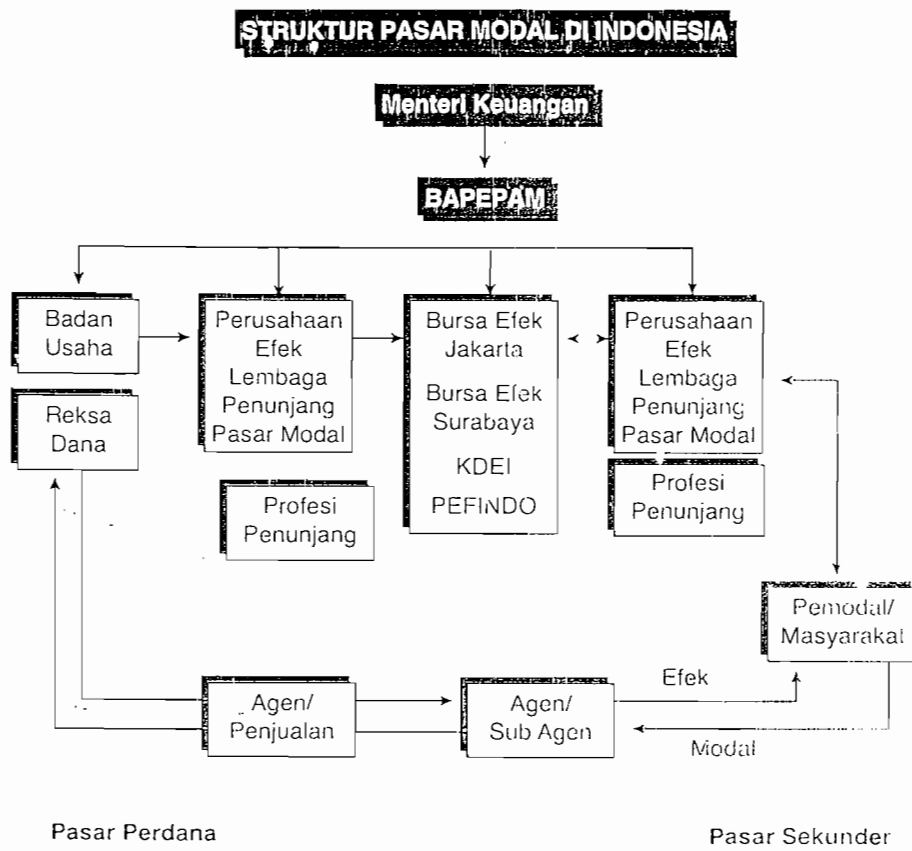 STRUKTUR PASAR MODAL DI INDONESIA
Menteri Keuangan
BAPEPAM
Badan
Usaha
Reksa
Dana
Perusahaan
Efek
Lembaga
Penunjang
Pasar Modal
Profesi
Penunjang
Bursa Efek
Jakarta
Bursa Efek
Surabaya
KDEI
PEFINDO
Perusahaan
Efek
Lembaga
Penunjang
Pasar Modal
Profesi
Penunjang
Pemodal/
Masyarakat
Agen/
Penjualan
Agen/
Sub Agen
Efek
Modal
Pasar Perdana
Pasar Sekunder